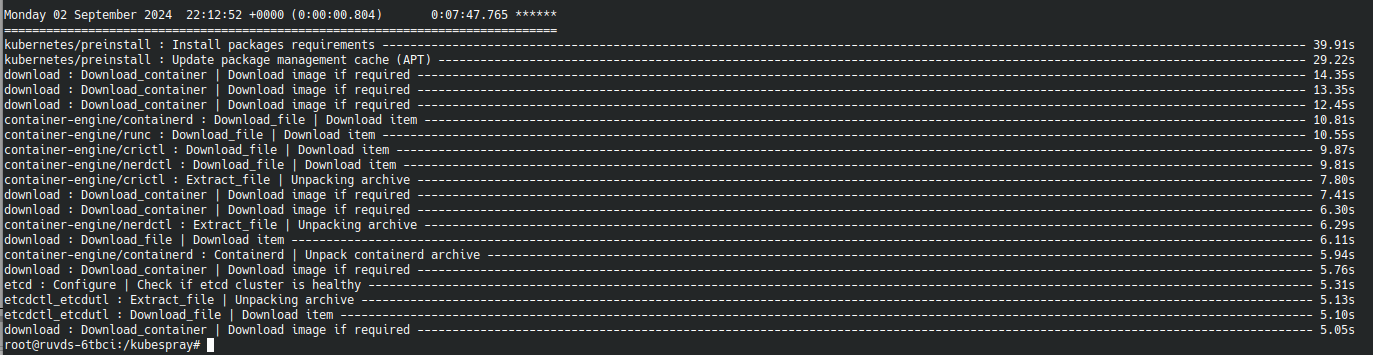 Monday 02 September 2024  22:12:52 +0000 (0:00:00.804)       0:07:47.765 ******
===============================================================================
kubernetes/preinstall : Install packages requirements ------------------------------------------------ 39.91s
kubernetes/preinstall : Update package management cache (APT) ------------------------------------------------ 29.22s
download : Download_container | Download image if required ------------------------------------------------ 14.35s
download : Download_container | Download image if required ------------------------------------------------ 13.35s
download : Download_container | Download image if required ------------------------------------------------ 12.45s
container-engine/containerd : Download_file | Download item ------------------------------------------------ 10.81s
container-engine/runc : Download_file | Download item ------------------------------------------------ 10.55s
container-engine/crictl : Download_file | Download item ------------------------------------------------ 9.87s
container-engine/nerdctl : Download_file | Download item ------------------------------------------------ 9.81s
container-engine/crictl : Extract_file | Unpacking archive ------------------------------------------------ 7.80s
download : Download_container | Download image if required ------------------------------------------------ 7.41s
download : Download_container | Download image if required ------------------------------------------------ 6.30s
container-engine/nerdctl : Extract_file | Unpacking archive ------------------------------------------------ 6.29s
download : Download_file | Download item ------------------------------------------------ 6.11s
container-engine/containerd : Containerd | Unpack containerd archive ------------------------------------------------ 5.94s
download : Download_container | Download image if required ------------------------------------------------ 5.76s
etcd : Configure | Check if etcd cluster is healthy ------------------------------------------------ 5.31s
etcdctl_etcdutl : Extract_file | Unpacking archive ------------------------------------------------ 5.13s
etcdctl_etcdutl : Download_file | Download item ------------------------------------------------ 5.10s
download : Download_container | Download image if required ------------------------------------------------ 5.05s
root@ruvds-6tbci:/kubespray#